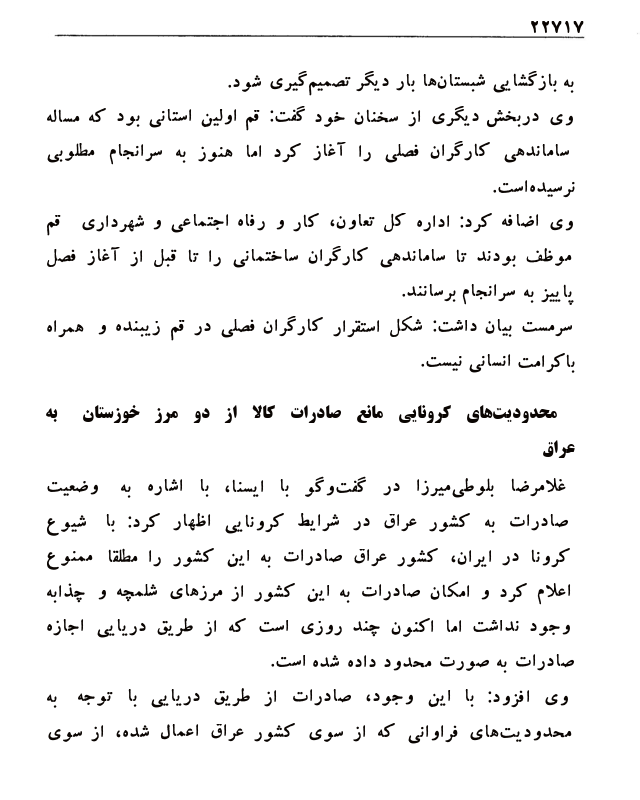 ۲۲۷۱۷
به بازگشایی شبستان‌ها بار دیگر تصمیم‌گیری شود.
وی دربخش دیگری از سخنان خود گفت: قم اولین استانی بود که مساله
ساماندهی کارگران فصلی را آغاز کرد اما هنوز به سرانجام مطلوبی
نرسیده‌است.
وی اضافه کرد: اداره کل تعاون، کار و رفاه اجتماعی و شهرداری قم
موظف بودند تا ساماندهی کارگران ساختمانی را تا قبل از آغاز فصل
پاییز به سرانجام برسانند.
سرمست بیان داشت: شکل استقرار کارگران فصلی در قم زیبنده و همراه
باکرامت انسانی نیست.
محدودیت‌های کرونایی مانع صادرات کالا از دو مرز خوزستان به
عراق
غلامرضا بلوطی‌میرزا در گفت‌وگو با ایسنا، با اشاره به وضعیت
صادرات به کشور عراق در شرایط کرونایی اظهار کرد: با شیوع
کرونا در ایران، کشور عراق صادرات به این کشور را مطلقا ممنوع
اعلام کرد و امکان صادرات به این کشور از مرزهای شلمچه و چذابه
وجود نداشت اما اکنون چند روزی است که از طریق دریایی اجازه
صادرات به صورت محدود داده شده است.
وی افزود: با این وجود، صادرات از طریق دریایی با توجه به
محدودیت‌های فراوانی که از سوی کشور عراق اعمال شده، از سوی